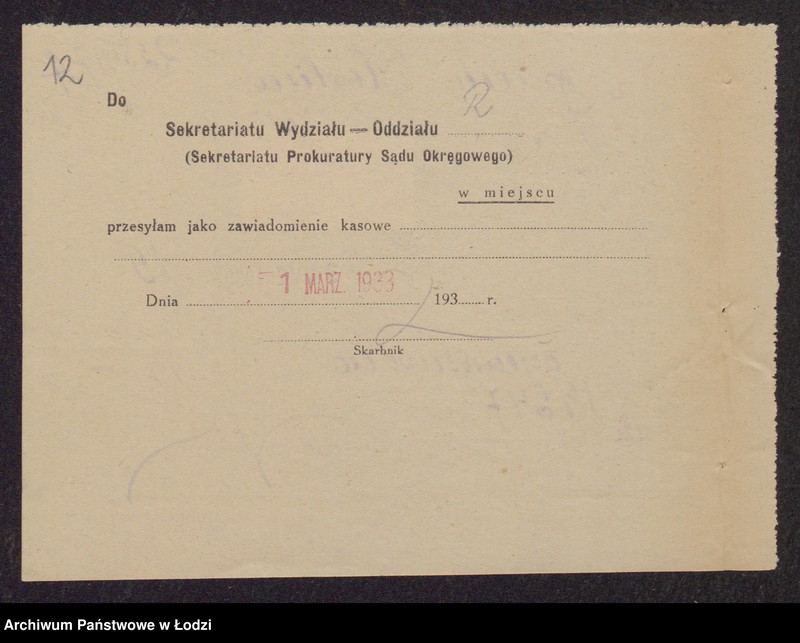 12
Do
R
Sekretariatu Wydziału — Oddziału
(Sekretariatu Prokuratury Sądu Okręgowego)
w miejscu
przesyłam jako zawiadomienie kasowe
Dnia 1 MARZ. 1933 193 r.
Skarbnik
Archiwum Państwowe w Łodzi